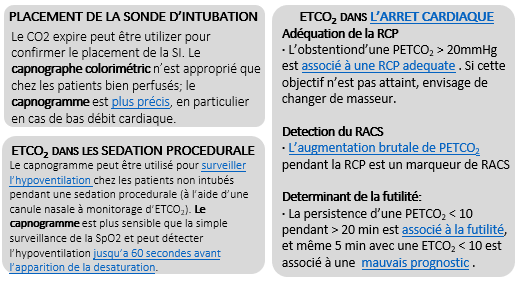 PLACEMENT DE LA SONDE D'INTUBATION
Le CO2 expire peut être utilizer pour
confirmer le placement de la SI. Le
capnographe colorimétric n'est approprié que
chez les patients bien perfusés; le
capnogramme est plus précis, en particulier
en cas de bas débit cardiaque.
ETCO2 DANS LES SEDATION PROCEDURALE
Le capnogramme peut être utilisé pour surveiller
l'hypoventilation chez les patients non intubés
pendant une sedation procedurale (à l'aide d'une
canule nasale à monitorage d'ETCO2). Le
capnogramme est plus sensible que la simple
surveillance de la SpO2 et peut détecter
l'hypoventilation jusqu'a 60 secondes avant
l'apparition de la desaturation.
ETCO2 DANS L'ARRET CARDIAQUE
Adéquation de la RCP
· L'obstentiond'une PETCO2 > 20mmHg
est associé à une RCP adequate . Si cette
objectif n'est pas attaint, envisage de
changer de masseur.
Detection du RACS
· L'augmentation brutale de PETCO2
pendant la RCP est un marqueur de RACS
Determinant de la futilité:
· La persistence d'une PETCO2 < 10
pendant > 20 min est associé à la futilité,
et même 5 min avec une ETCO2 < 10 est
associé à une mauvais prognostic .